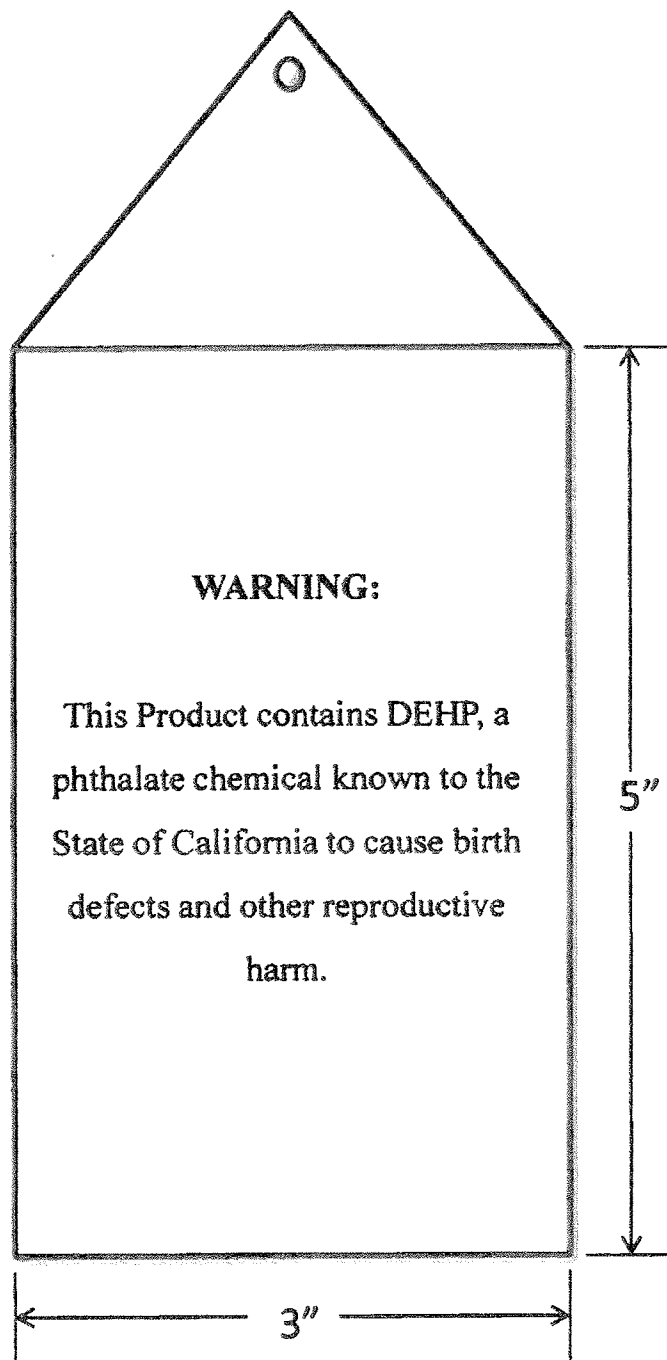 WARNING:
This Product contains DEHP, a
phthalate chemical known to the
State of California to cause birth
defects and other reproductive
harm.
5"
3"